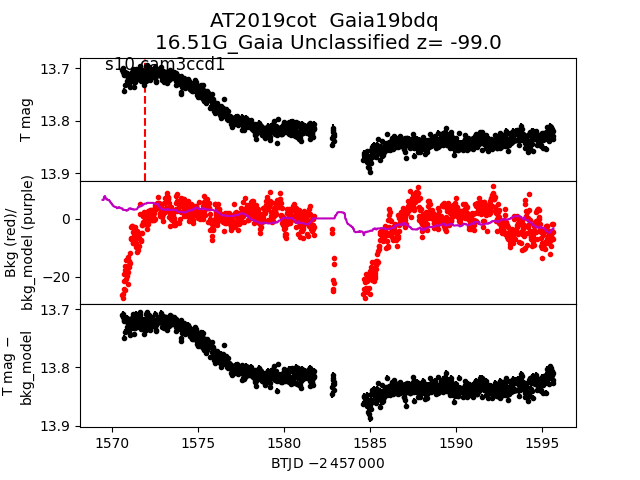 AT2019cot  Gaia19bdq
16.51G_Gaia Unclassified z= -99.0
s10 cam3ccd1
13.7
13.8
13.9
T mag
0
−20
Bkg (red)/
bkg_model (purple)
13.7
13.8
13.9
T mag −
bkg_model
1570 1575 1580 1585 1590 1595
BTJD −2 457 000